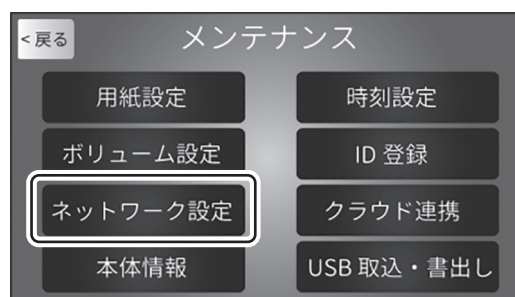 <戻る
メンテナンス
用紙設定
時刻設定
ボリューム設定
ID 登録
ネットワーク設定
クラウド連携
本体情報
USB 取込・書出し